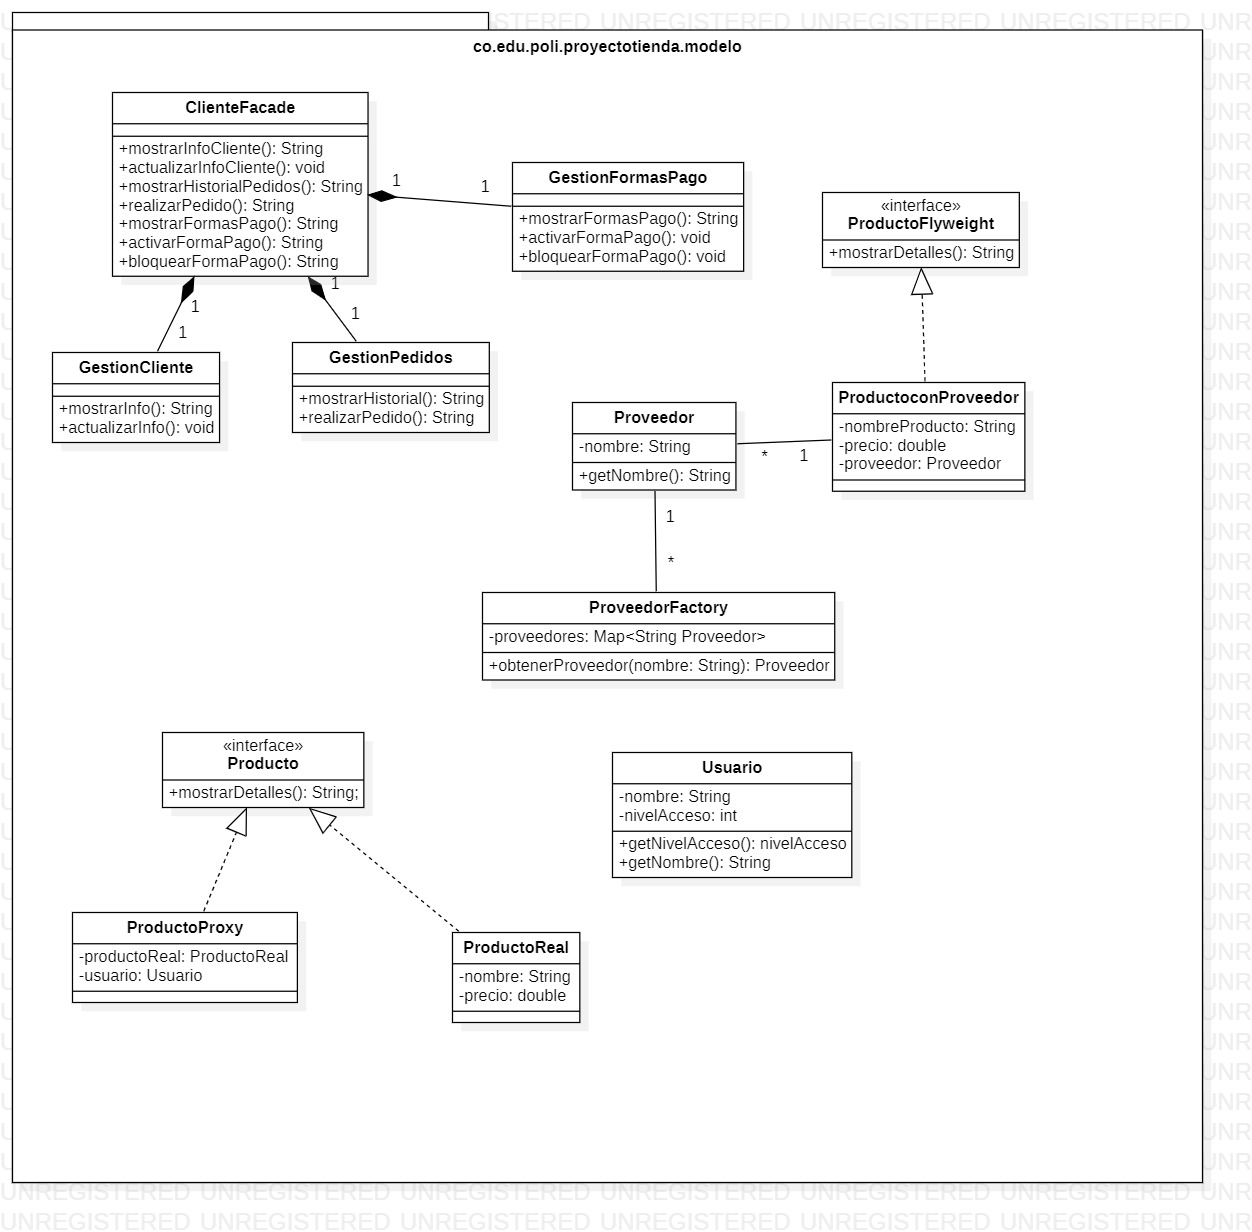 co.edu.poli.proyectotienda.modelo
ClienteFacade
+mostrarInfoCliente(): String
+actualizarInfoCliente(): void
+mostrarHistorialPedidos(): String
+realizarPedido(): String
+mostrarFormasPago(): String
+activarFormaPago(): String
+bloquearFormaPago(): String
1
1
GestionFormasPago
+mostrarFormasPago(): String
+activarFormaPago(): void
+bloquearFormaPago(): void
«interface»
ProductoFlyweight
+mostrarDetalles(): String
1
1
1
1
GestionCliente
+mostrarInfo(): String
+actualizarInfo(): void
GestionPedidos
+mostrarHistorial(): String
+realizarPedido(): String
Proveedor
-nombre: String
+getNombre(): String
*
1
ProductoconProveedor
-nombreProducto: String
-precio: double
-proveedor: Proveedor
1
*
ProveedorFactory
-proveedores: Map<String Proveedor>
+obtenerProveedor(nombre: String): Proveedor
«interface»
Producto
+mostrarDetalles(): String;
Usuario
-nombre: String
-nivelAcceso: int
+getNivelAcceso(): nivelAcceso
+getNombre(): String
ProductoProxy
-productoReal: ProductoReal
-usuario: Usuario
ProductoReal
-nombre: String
-precio: double
UNREGISTERED UNREGISTERED UNREGISTERED UNREGISTERED UNREGISTERED UNREGISTERED UNR
UNREGISTERED UNREGISTERED UNREGISTERED UNREGISTERED UNREGISTERED UNREGISTERED UNR